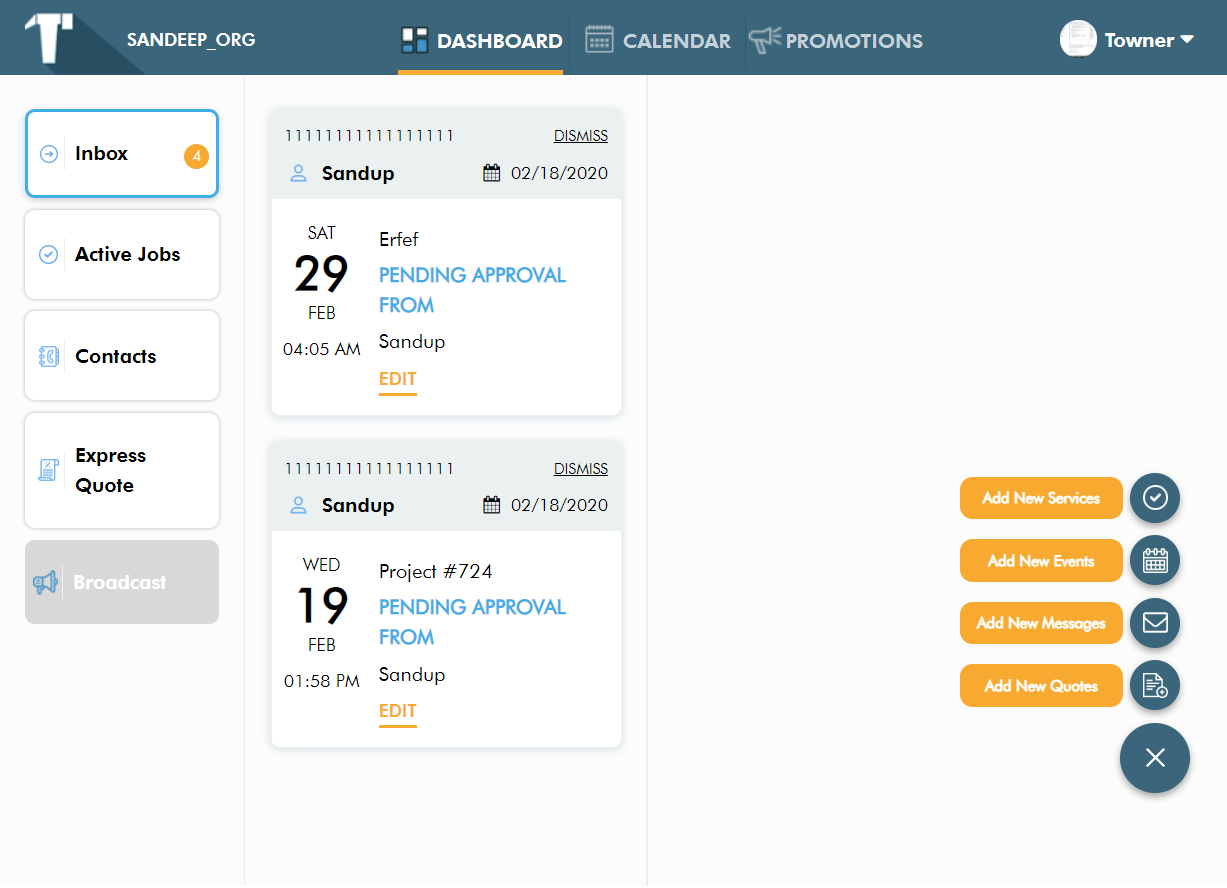 SANDEEP_ORG
DASHBOARD
CALENDAR
PROMOTIONS
Towner
Inbox
4
Active Jobs
Contacts
Express
Quote
Broadcast
11111111111111111
DISMISS
Sandup
02/18/2020
SAT
29
FEB
04:05 AM
Erfef
PENDING APPROVAL
FROM
Sandup
EDIT
11111111111111111
DISMISS
Sandup
02/18/2020
WED
19
FEB
01:58 PM
Project #724
PENDING APPROVAL
FROM
Sandup
EDIT
Add New Services
Add New Events
Add New Messages
Add New Quotes